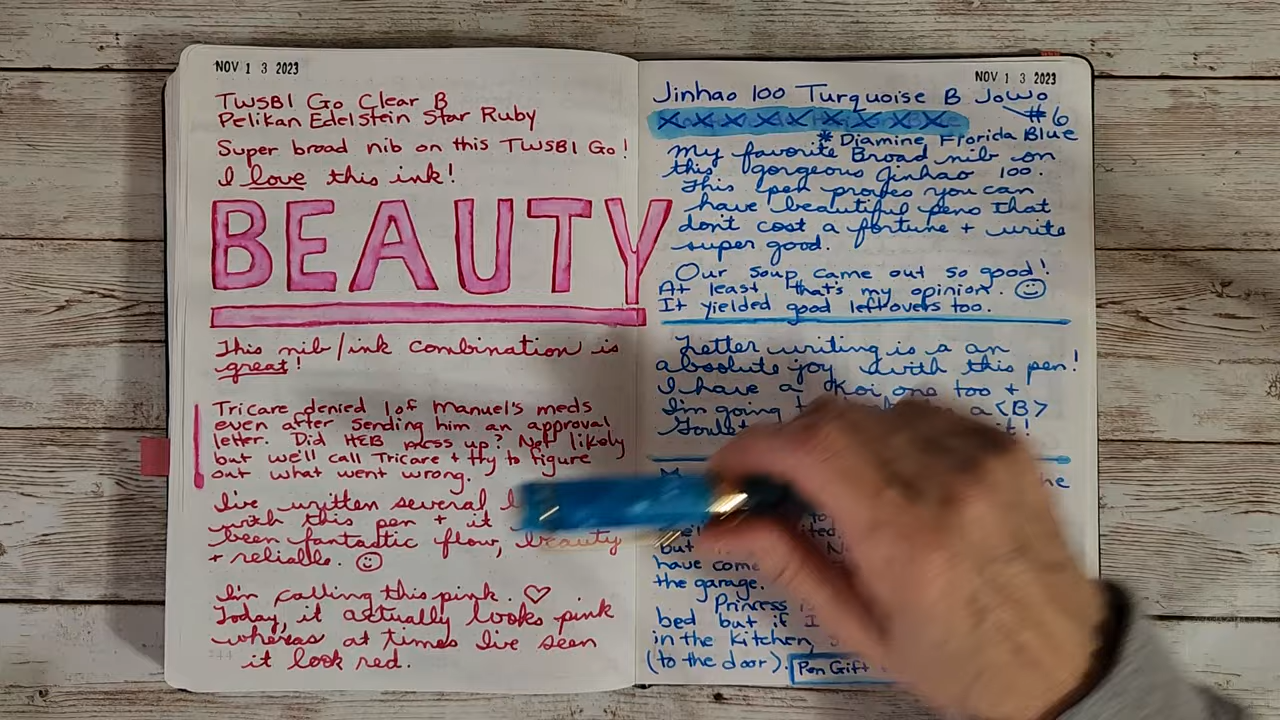 NOV 1 3 2023
TWSBI Go Clear B
Pelikan Edelstein Star Ruby
Super broad nib on this TWSBI Go!
I love this ink!
BEAUTY
This nib/ink combination is
great!
Tricare denied 1 of Manuel's meds
even after sending him an approval
letter. Did HEB mess up? Not likely
but we'll call Tricare + try to figure
out what went wrong.
I've written several
with this pen + it
been fantastic flow, beauty
+ reliable.
I'm calling this pink.
Today, it actually looks pink
whereas at times I've seen
it look red.
NOV 1 3 2023
Jinhao 100 Turquoise B JoWo
#6
XXXXXXXXX
* Diamine Florida Blue
My favorite Broad nib on
this gorgeous Jinhao 100.
This pen proves you can
have beautiful pens that
don't cost a fortune + write
super good.
Our soup came out so good!
At least that's my opinion.
It yielded good leftovers too.
Letter writing is a an
absolute joy with this pen!
I have a Koi one too +
I'm going a <B>
it!
but
have come
the garage.
Princess
bed but if I
in the kitchen,
(to the door). Pen Gift